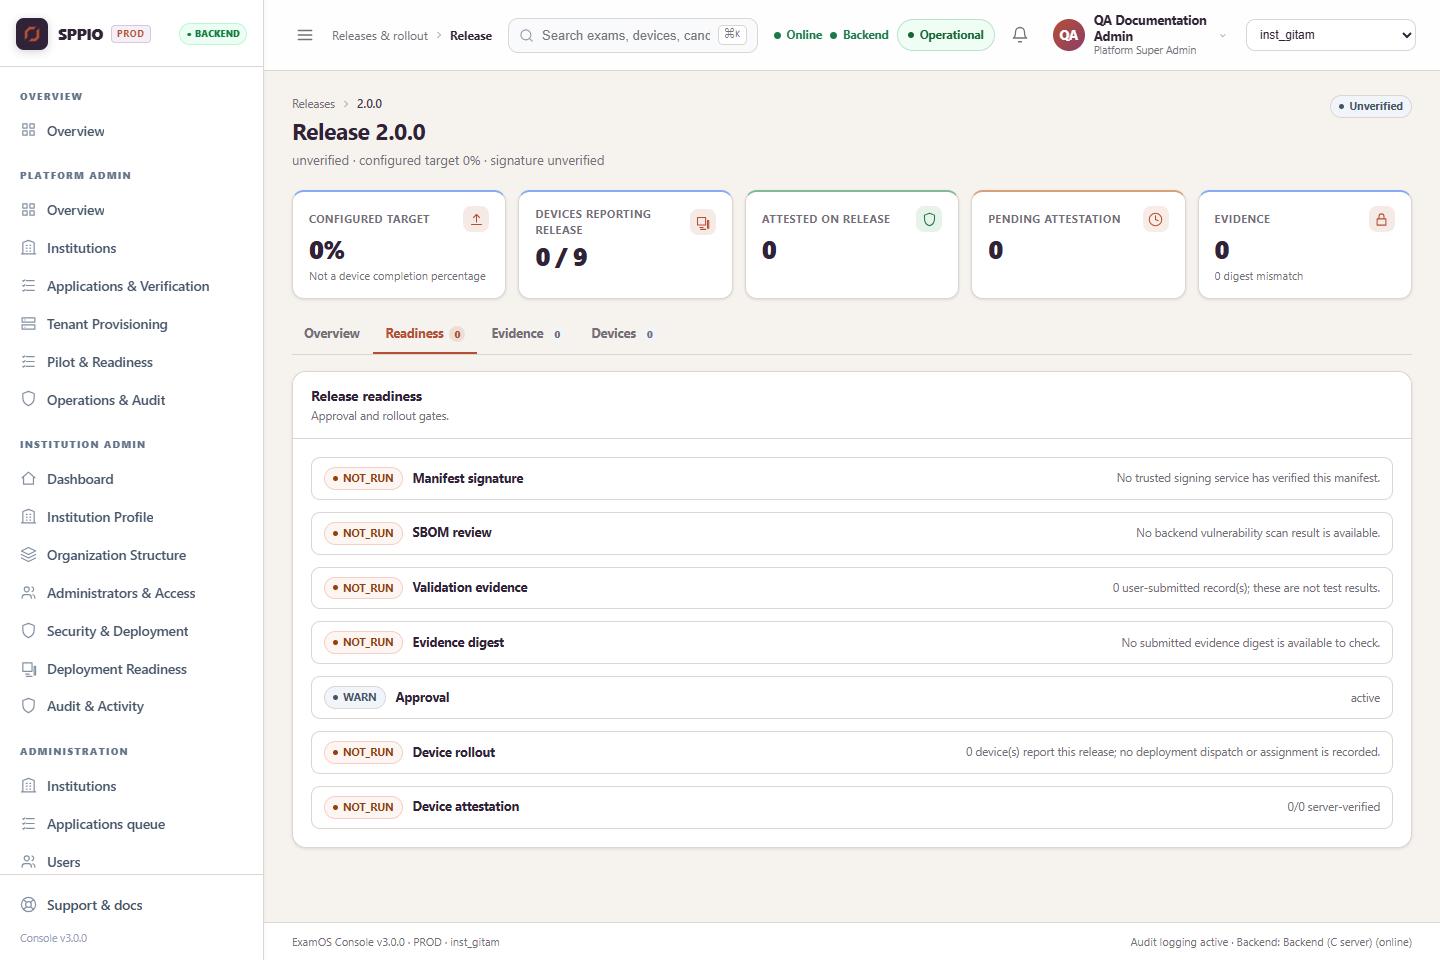 SPPIO PROD BACKEND
OVERVIEW
Overview
PLATFORM ADMIN
Overview
Institutions
Applications & Verification
Tenant Provisioning
Pilot & Readiness
Operations & Audit
INSTITUTION ADMIN
Dashboard
Institution Profile
Organization Structure
Administrators & Access
Security & Deployment
Deployment Readiness
Audit & Activity
ADMINISTRATION
Institutions
Applications queue
Users
Support & docs
Console v3.0.0
Releases & rollout > Release
Search exams, devices, canc ⌘K
Online Backend Operational
QA
QA Documentation Admin
Platform Super Admin
inst_gitam
Releases > 2.0.0
Unverified
Release 2.0.0
unverified · configured target 0% · signature unverified
CONFIGURED TARGET
0%
Not a device completion percentage
DEVICES REPORTING RELEASE
0 / 9
ATTESTED ON RELEASE
0
PENDING ATTESTATION
0
EVIDENCE
0
0 digest mismatch
Overview Readiness 0 Evidence 0 Devices 0
Release readiness
Approval and rollout gates.
NOT_RUN Manifest signature No trusted signing service has verified this manifest.
NOT_RUN SBOM review No backend vulnerability scan result is available.
NOT_RUN Validation evidence 0 user-submitted record(s); these are not test results.
NOT_RUN Evidence digest No submitted evidence digest is available to check.
WARN Approval active
NOT_RUN Device rollout 0 device(s) report this release; no deployment dispatch or assignment is recorded.
NOT_RUN Device attestation 0/0 server-verified
ExamOS Console v3.0.0 · PROD · inst_gitam
Audit logging active · Backend: Backend (C server) (online)